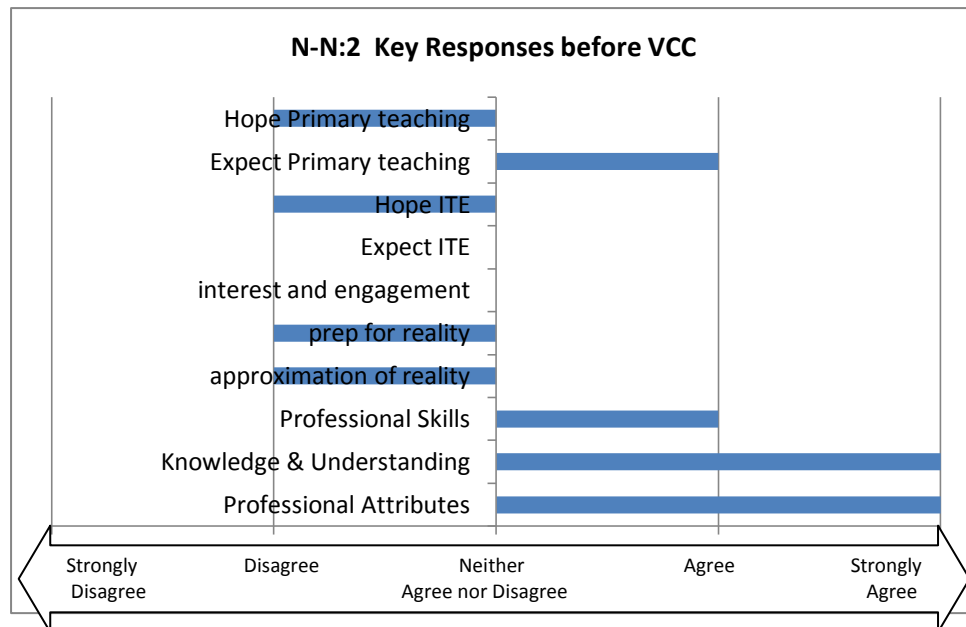 N-N:2 Key Responses before VCC
Hope Primary teaching
Expect Primary teaching
Hope ITE
Expect ITE
interest and engagement
prep for reality
approximation of reality
Professional Skills
Knowledge & Understanding
Professional Attributes
Strongly Disagree Neither Agree Strongly
Disagree Agree nor Disagree Agree